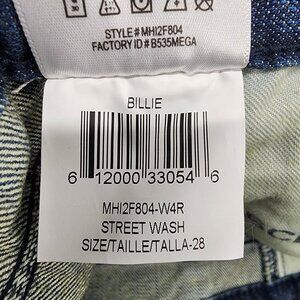 STYLE # MHI2F804
FACTORY ID # B535MEGA
BILLIE
6 12000 33054 6
MHI2F804-W4R
STREET WASH
SIZE/TAILLE/TALLA-28